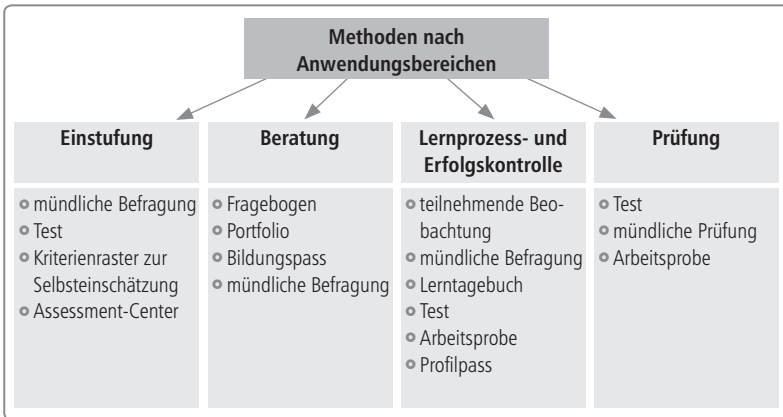 Methoden nach
Anwendungsbereichen
Einstufung
mündliche Befragung
Test
Kriterienraster zur
Selbsteinschätzung
Assessment-Center
Beratung
Fragebogen
Portfolio
Bildungspass
mündliche Befragung
Lernprozess- und
Erfolgskontrolle
teilnehmende Beo-
bachtung
mündliche Befragung
Lerntagebuch
Test
Arbeitsprobe
Profilpass
Prüfung
Test
mündliche Prüfung
Arbeitsprobe